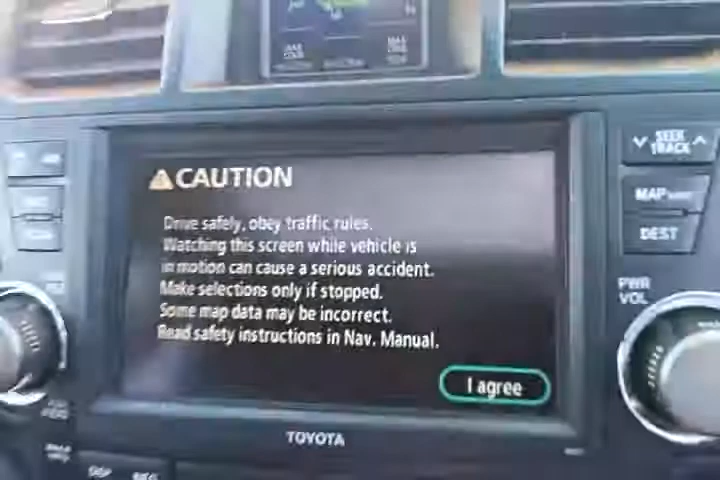 CAUTION
Drive safely, obey traffic rules.
Watching this screen while vehicle is
in motion can cause a serious accident.
Make selections only if stopped.
Some map data may be incorrect.
Read safety instructions in Nav. Manual.
I agree
TOYOTA
SEEK
TRACK
MAP
DEST
PWR
VOL
DISP